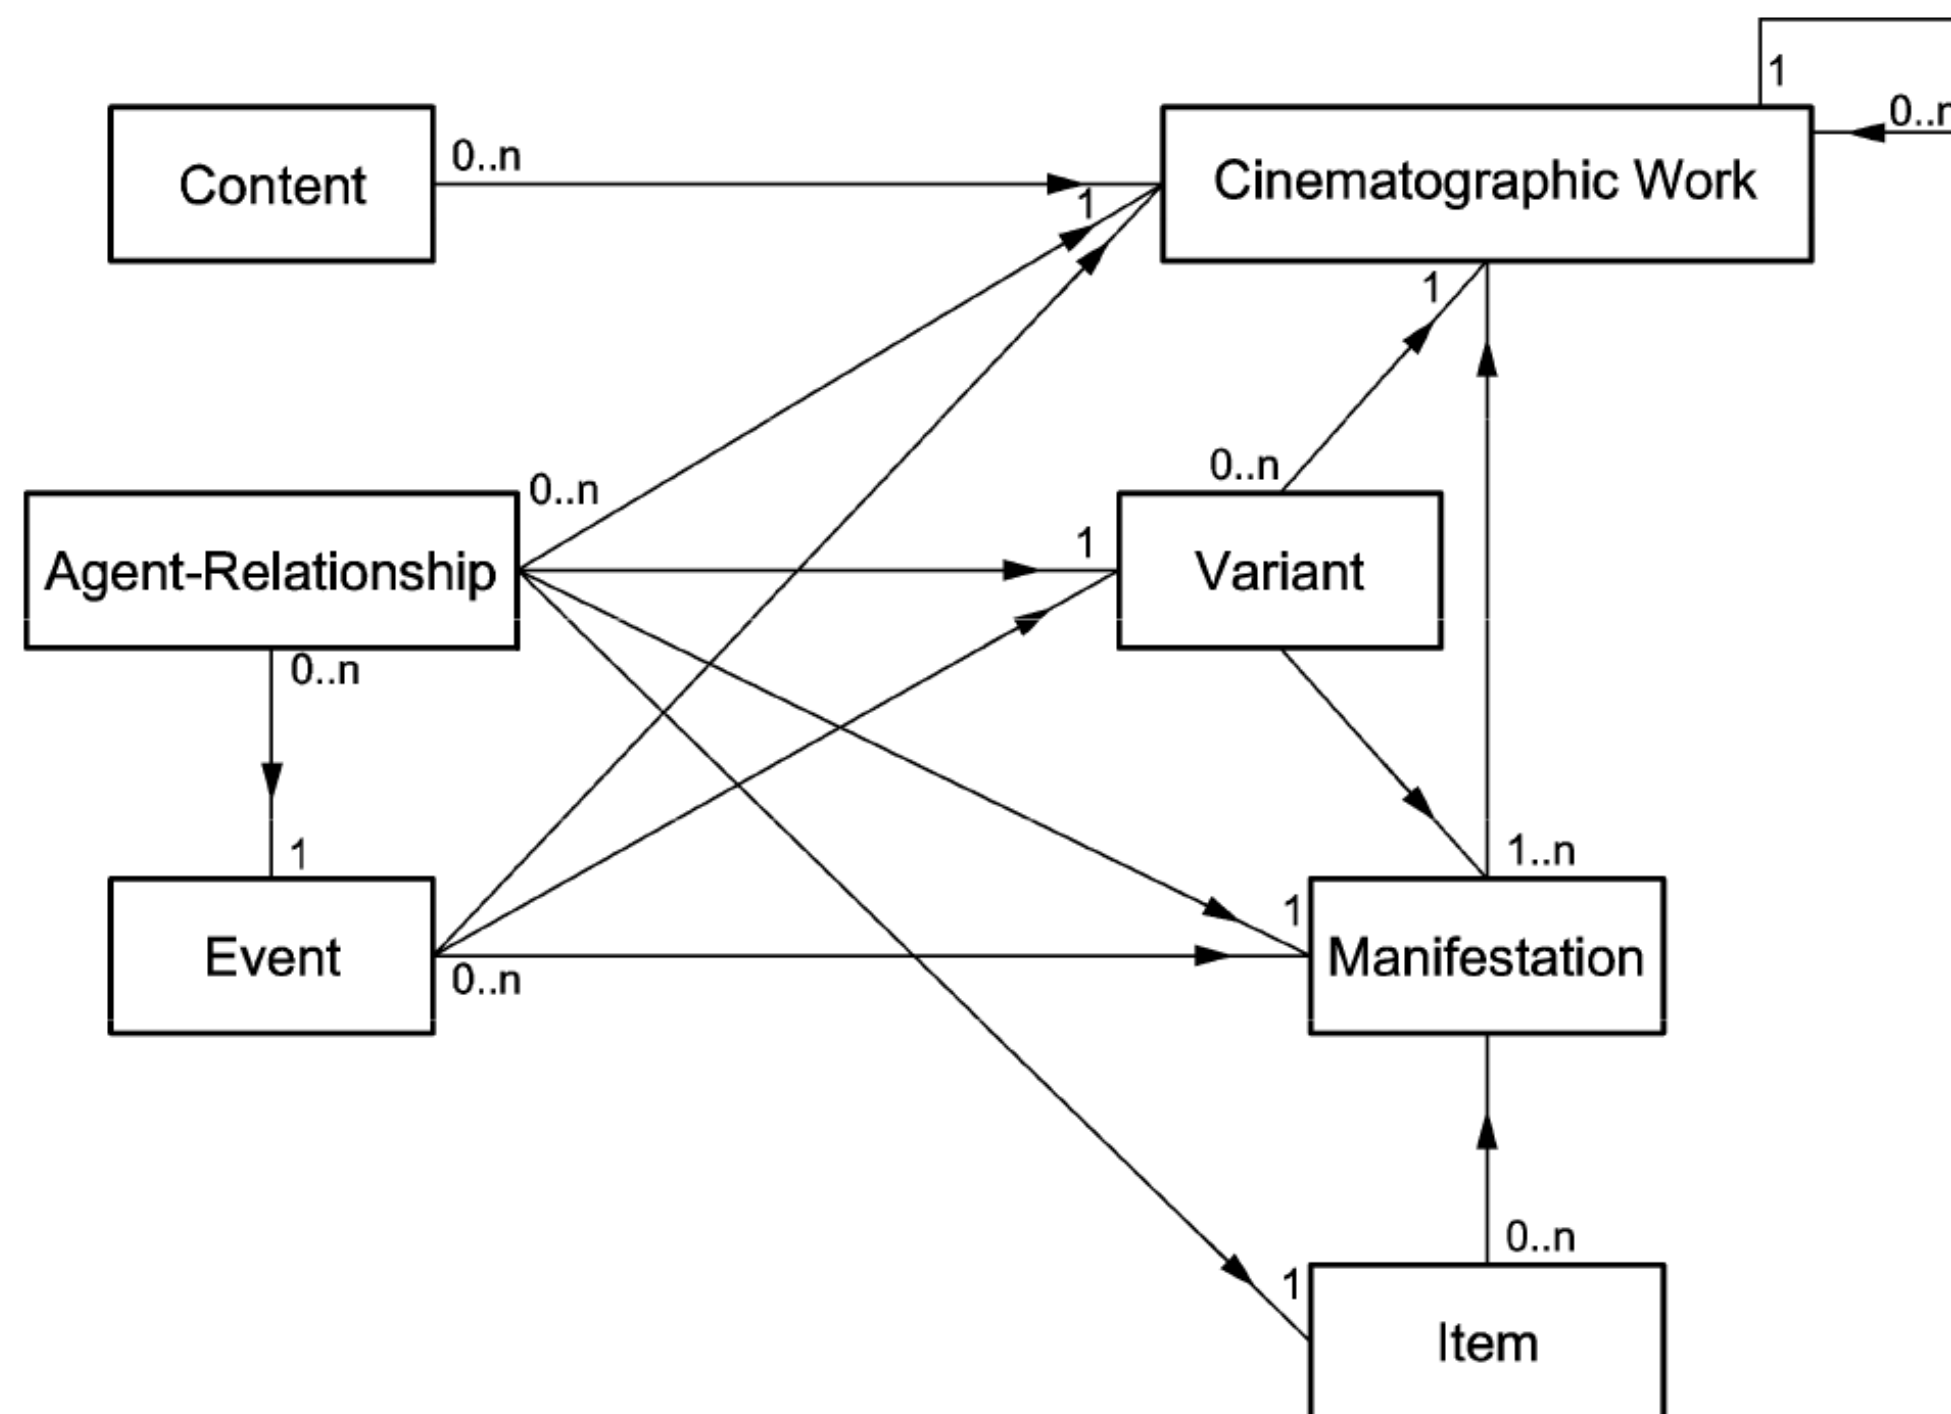 1
0..n
Content
0..n
1
Cinematographic Work
1
0..n
0..n
1
Agent-Relationship
Variant
0..n
1
1..n
1
Event
0..n
Manifestation
0..n
1
Item